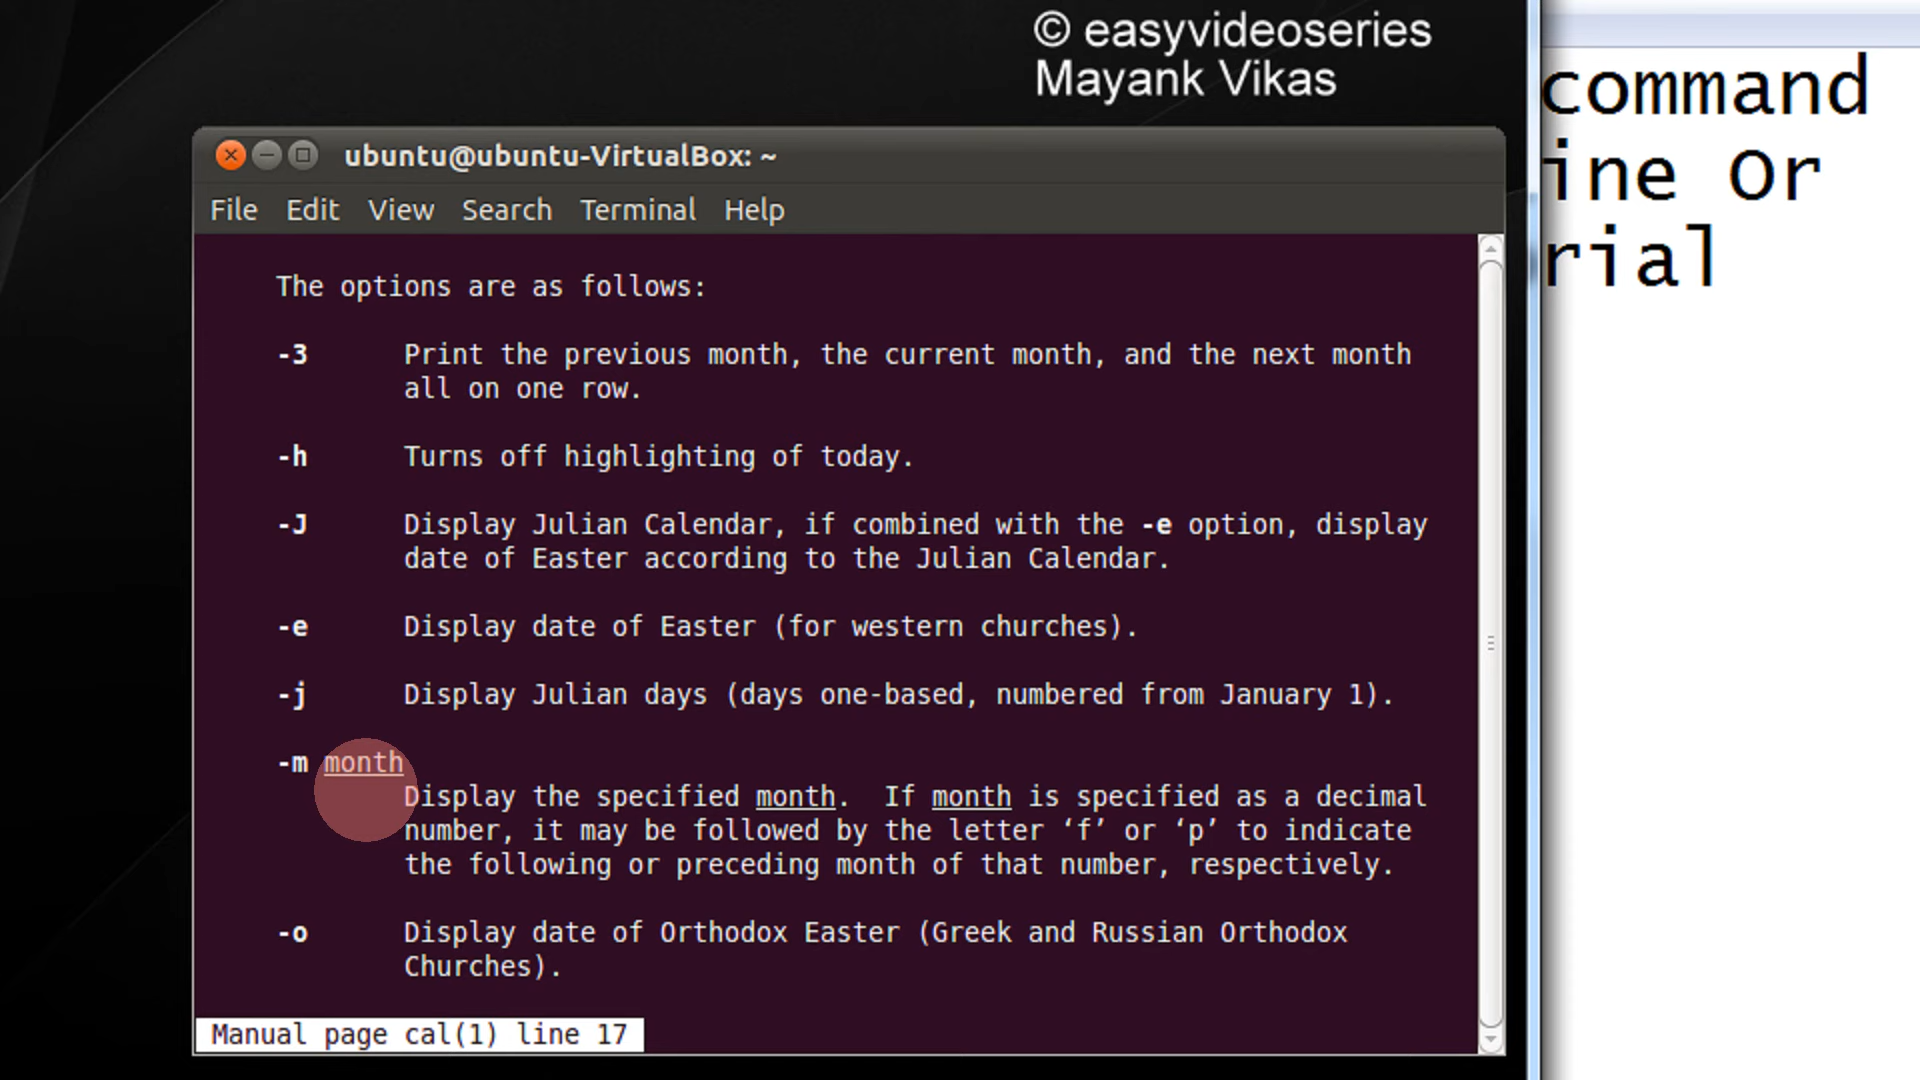 © easyvideoseries
Mayank Vikas
command
ine Or
rial
ubuntu@ubuntu-VirtualBox: ~
File Edit View Search Terminal Help
The options are as follows:
-3 Print the previous month, the current month, and the next month
all on one row.
-h Turns off highlighting of today.
-J Display Julian Calendar, if combined with the -e option, display
date of Easter according to the Julian Calendar.
-e Display date of Easter (for western churches).
-j Display Julian days (days one-based, numbered from January 1).
-m month
Display the specified month.  If month is specified as a decimal
number, it may be followed by the letter ‘f’ or ‘p’ to indicate
the following or preceding month of that number, respectively.
-o Display date of Orthodox Easter (Greek and Russian Orthodox
Churches).
Manual page cal(1) line 17